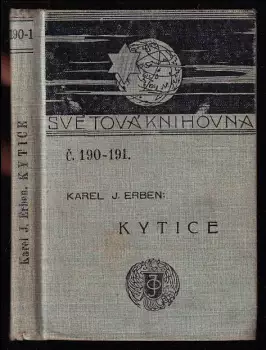 190-1
Karel J. Erben. KYTICE
SVĚTOVÁ KNIHOVNA
Č. 190-191.
KAREL J. ERBEN:
KYTICE